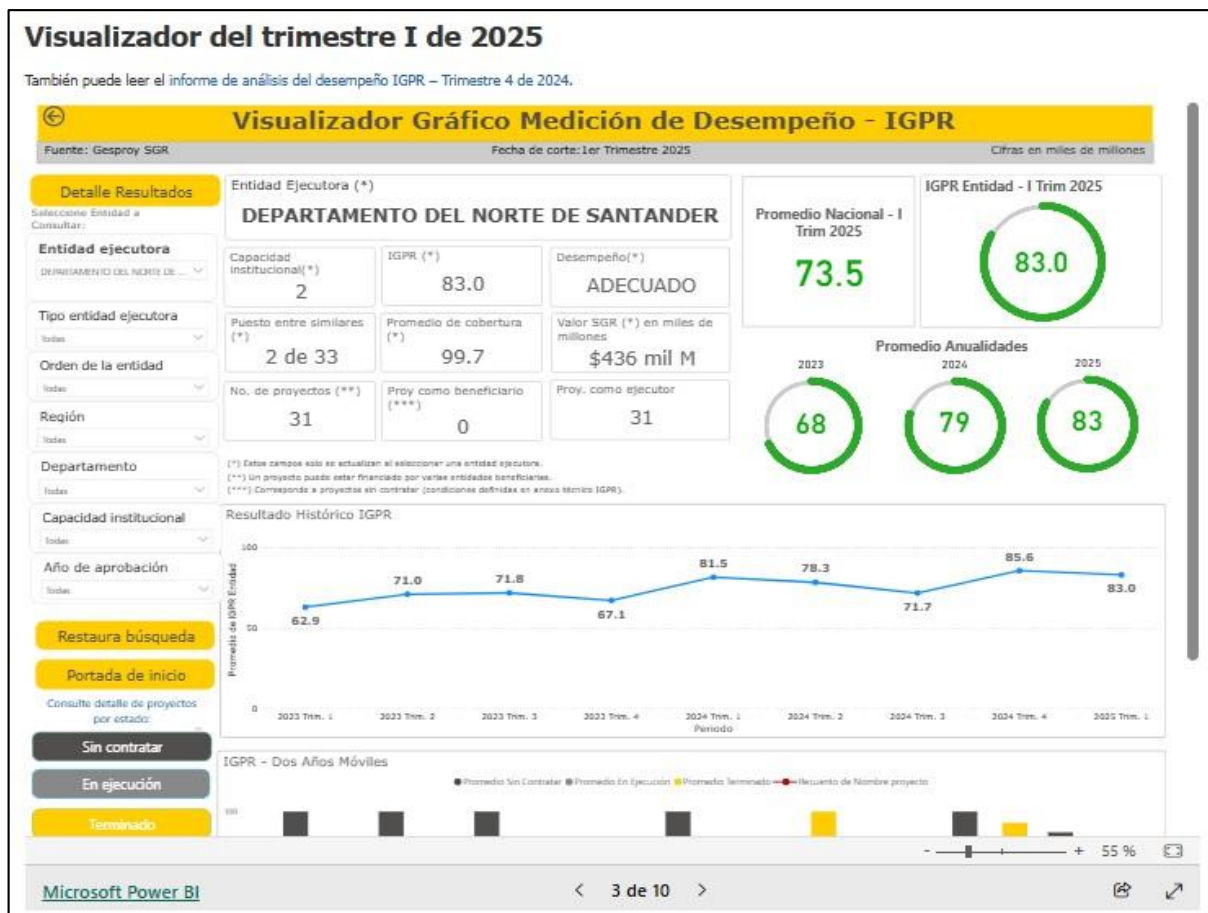 Visualizador del trimestre I de 2025
También puede leer el informe de análisis del desempeño IGPR – Trimestre 4 de 2024.
Visualizador Gráfico Medición de Desempeño - IGPR
Fuente: Gesproy SGR
Fecha de corte:1er Trimestre 2025
Cifras en miles de millones
Detalle Resultados
Seleccione Entidad a
Consultar:
Entidad ejecutora
DEPARTAMENTO DEL NORTE DE ...
Tipo entidad ejecutora
Todas
Orden de la entidad
Todas
Región
Todas
Departamento
Todas
Capacidad institucional
Todas
Año de aprobación
Todas
Restaura búsqueda
Portada de inicio
Consulte detalle de proyectos
por estado:
Sin contratar
En ejecución
Terminado
Entidad Ejecutora (*)
DEPARTAMENTO DEL NORTE DE SANTANDER
Capacidad
institucional(*)
2
IGPR (*)
83.0
Desempeño(*)
ADECUADO
Puesto entre similares
(*)
2 de 33
Promedio de cobertura
(*)
99.7
Valor SGR (*) en miles de
millones
$436 mil M
No. de proyectos (**)
31
Proy como beneficiario
(***)
0
Proy. como ejecutor
31
(*) Estos campos solo se actualizan al seleccionar una entidad ejecutora.
(**) Un proyecto puede estar financiado por varias entidades beneficiarias.
(***) Corresponde a proyectos sin contratar (condiciones definidas en anexo técnico IGPR).
Promedio Nacional - I
Trim 2025
73.5
IGPR Entidad - I Trim 2025
83.0
Promedio Anualidades
2023
2024
2025
68
79
83
Resultado Histórico IGPR
Promedio de IGPR Entidad
100
50
0
62.9
71.0
71.8
67.1
81.5
78.3
71.7
85.6
83.0
2023 Trim. 1
2023 Trim. 2
2023 Trim. 3
2023 Trim. 4
2024 Trim. 1
2024 Trim. 2
2024 Trim. 3
2024 Trim. 4
2025 Trim. 1
Periodo
IGPR - Dos Años Móviles
Promedio Sin Contratar Promedio En Ejecución Promedio Terminado Recuento de Nombre proyecto
100
- + 55 %
Microsoft Power BI
< 3 de 10 >